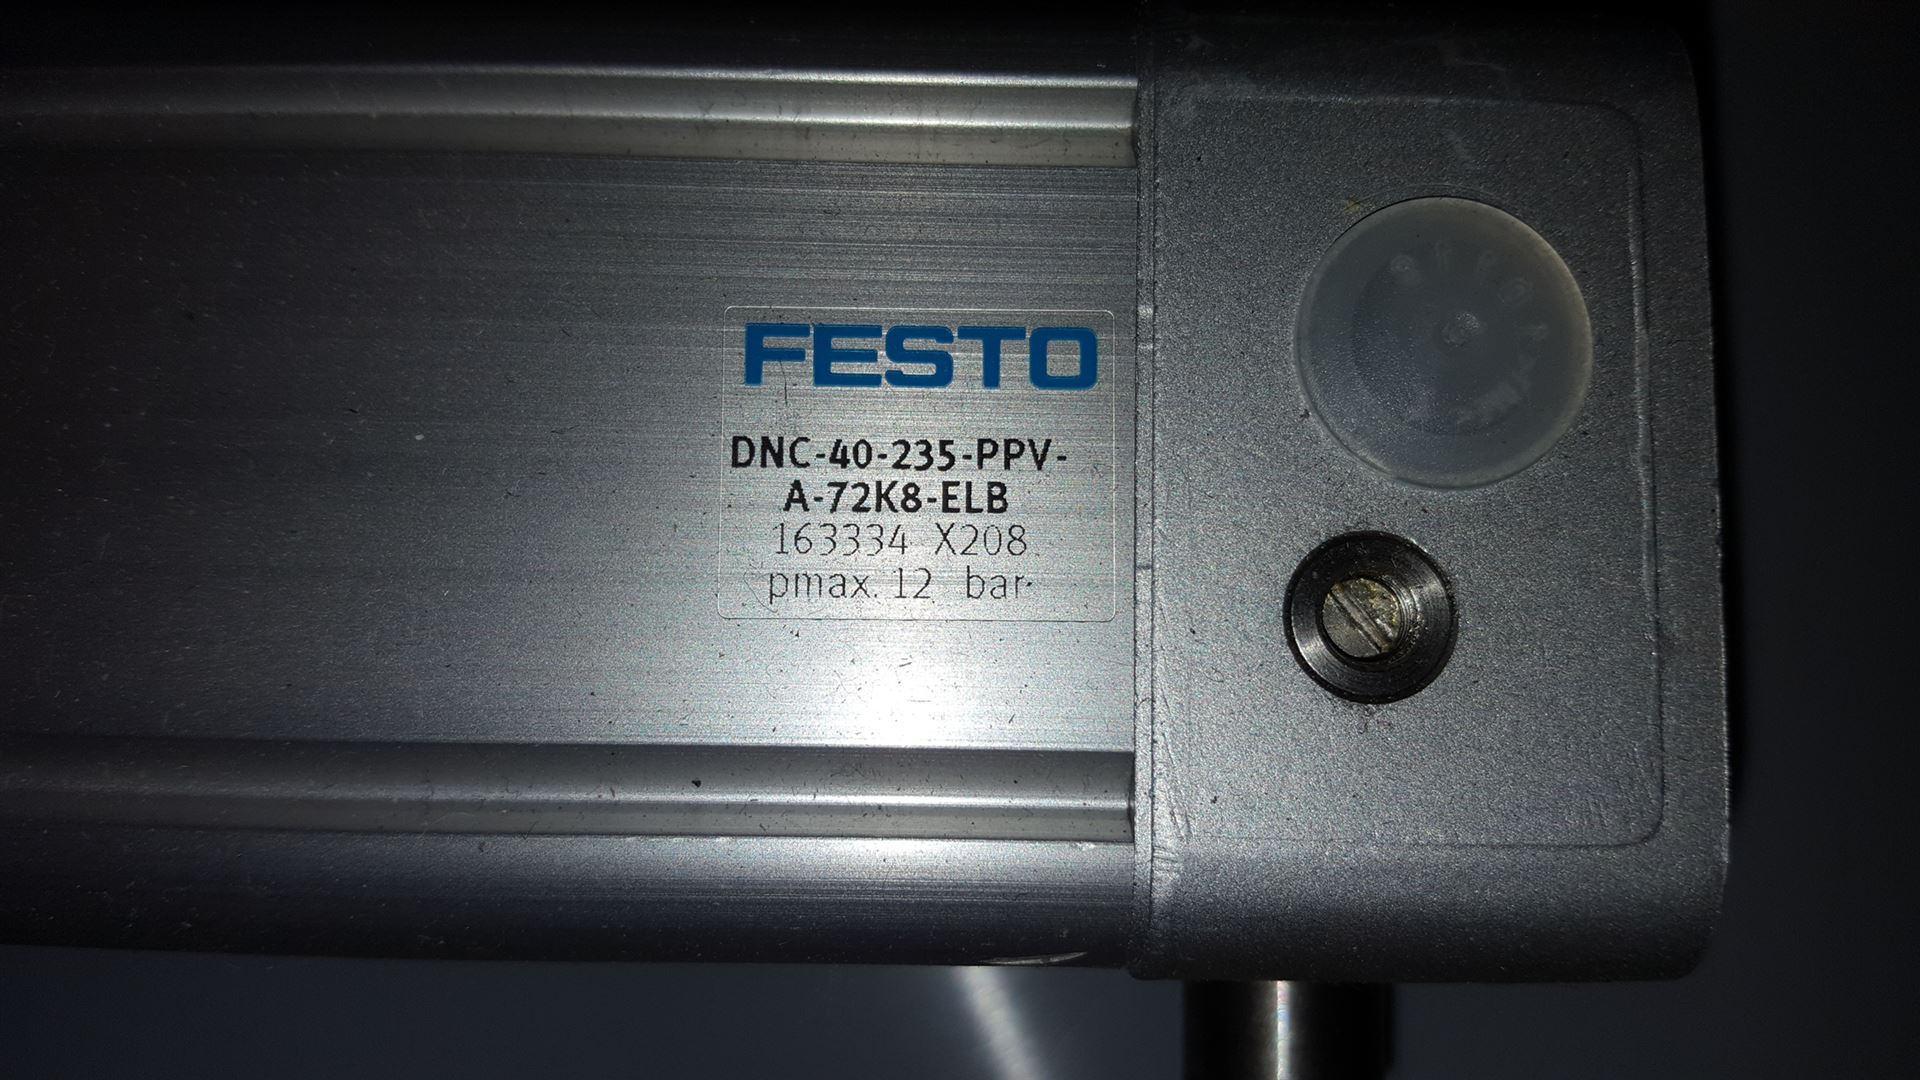 FESTO
DNC-40-235-PPV-
A-72K8-ELB
163334 X208
pmax. 12 bar